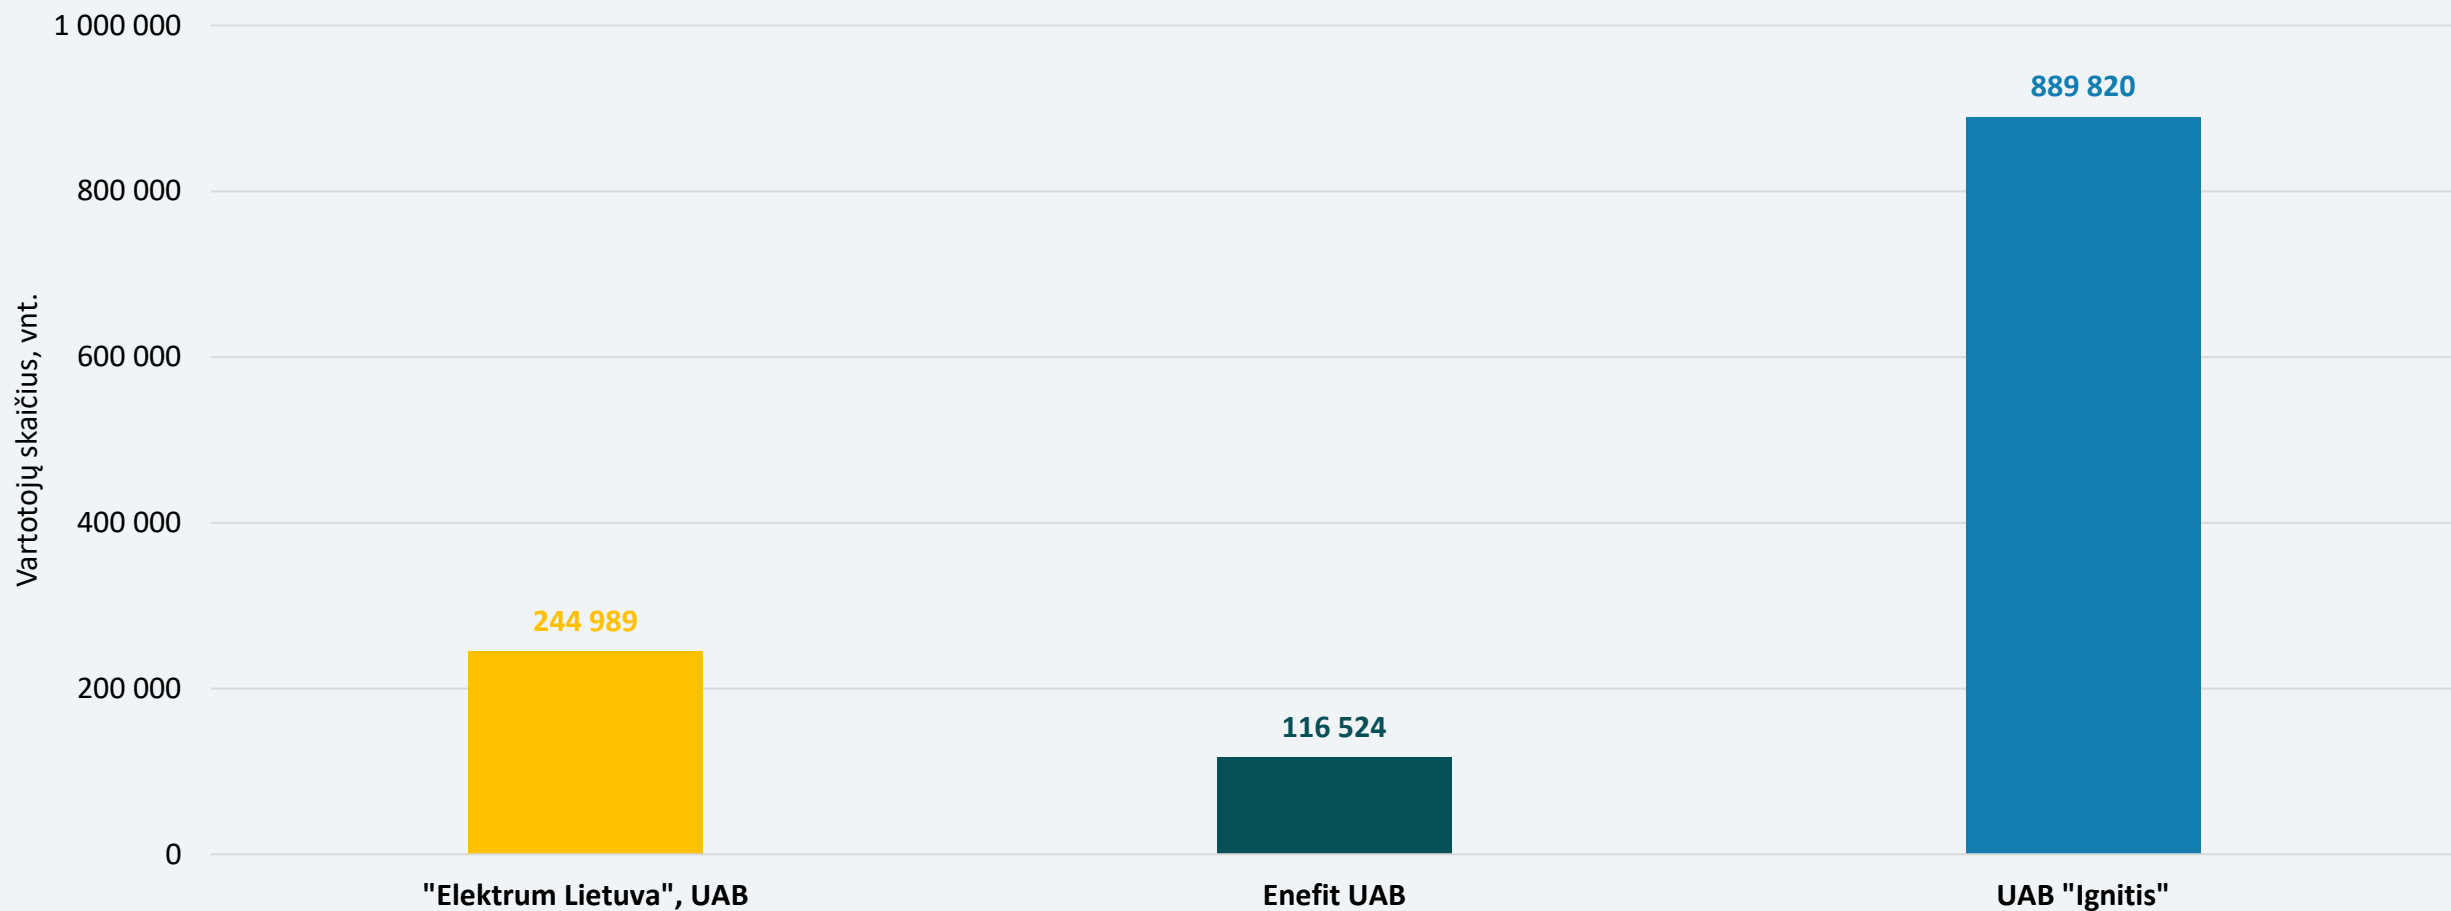 1 000 000
800 000
600 000
400 000
200 000
0
Vartotojų skaičius, vnt.
244 989
116 524
889 820
"Elektrum Lietuva", UAB
Enefit UAB
UAB "Ignitis"